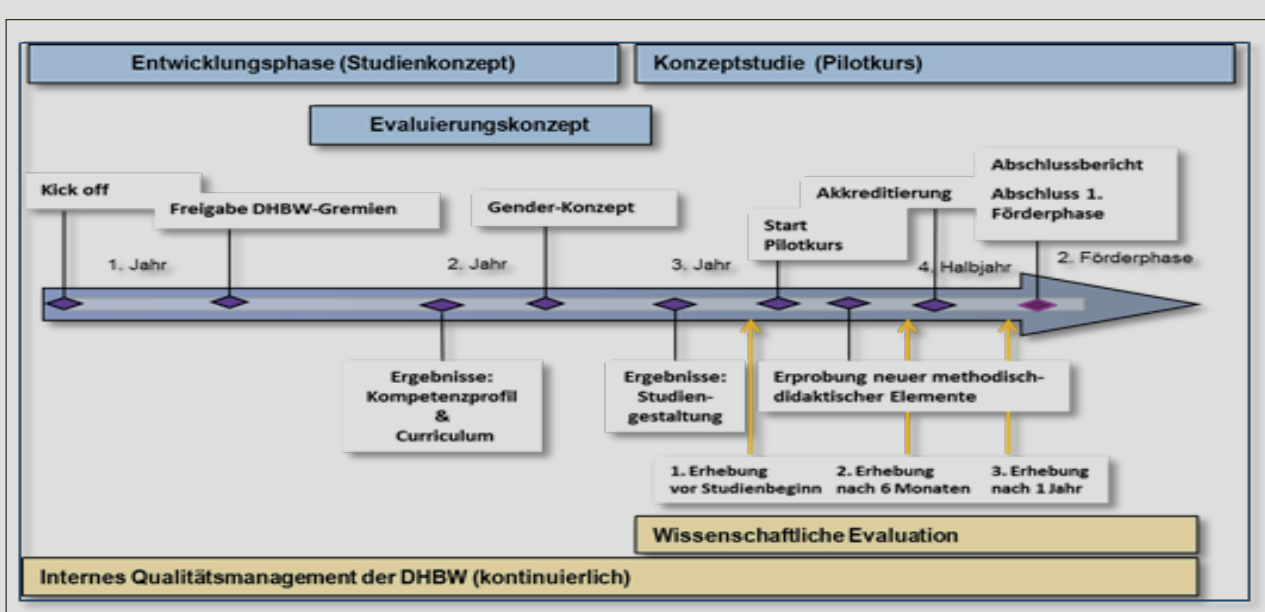 Entwicklungsphase (Studienkonzept)
Konzeptstudie (Pilotkurs)
Evaluierungskonzept
Kick off
Freigabe DHBW-Gremien
Gender-Konzept
Start
Pilotkurs
Akkreditierung
Abschlussbericht
Abschluss 1.
Förderphase
1. Jahr
2. Jahr
3. Jahr
4. Halbjahr
2. Förderphase
Ergebnisse:
Kompetenzprofil
&
Curriculum
Ergebnisse:
Studien-
gestaltung
Erprobung neuer methodisch-
didaktischer Elemente
1. Erhebung
vor Studienbeginn
2. Erhebung
nach 6 Monaten
3. Erhebung
nach 1 Jahr
Wissenschaftliche Evaluation
Internes Qualitätsmanagement der DHBW (kontinuierlich)